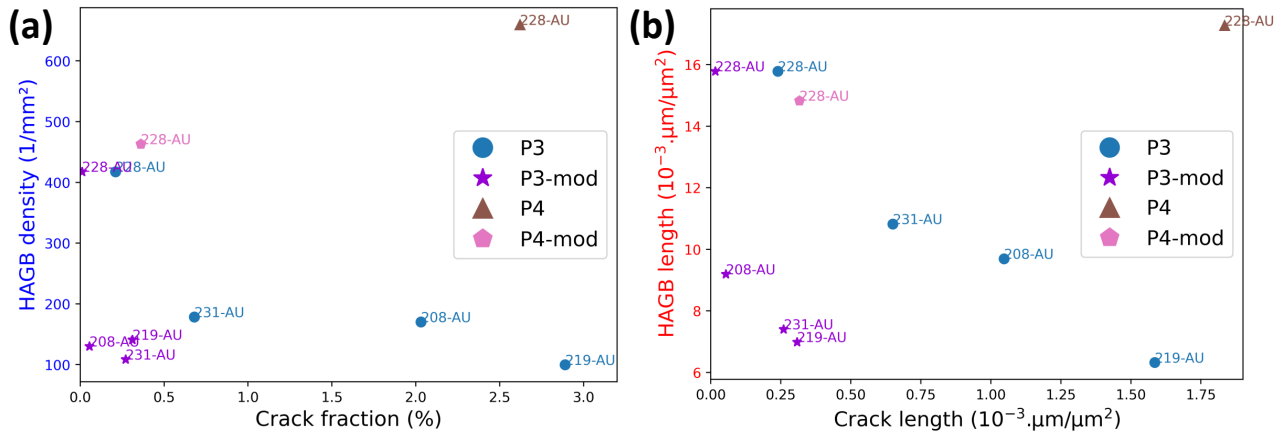 (a)
HAGB density (1/mm²)
600
500
400
300
200
100
228-AU
228-AU
228-AU
228-AU
231-AU
208-AU
219-AU
208-AU
231-AU
219-AU
P3
P3-mod
P4
P4-mod
0.0 0.5 1.0 1.5 2.0 2.5 3.0
Crack fraction (%)
(b)
HAGB length (10⁻³.μm/μm²)
16
14
12
10
8
6
228-AU
228-AU
228-AU
228-AU
231-AU
208-AU
208-AU
231-AU
219-AU
219-AU
P3
P3-mod
P4
P4-mod
0.00 0.25 0.50 0.75 1.00 1.25 1.50 1.75
Crack length (10⁻³.μm/μm²)